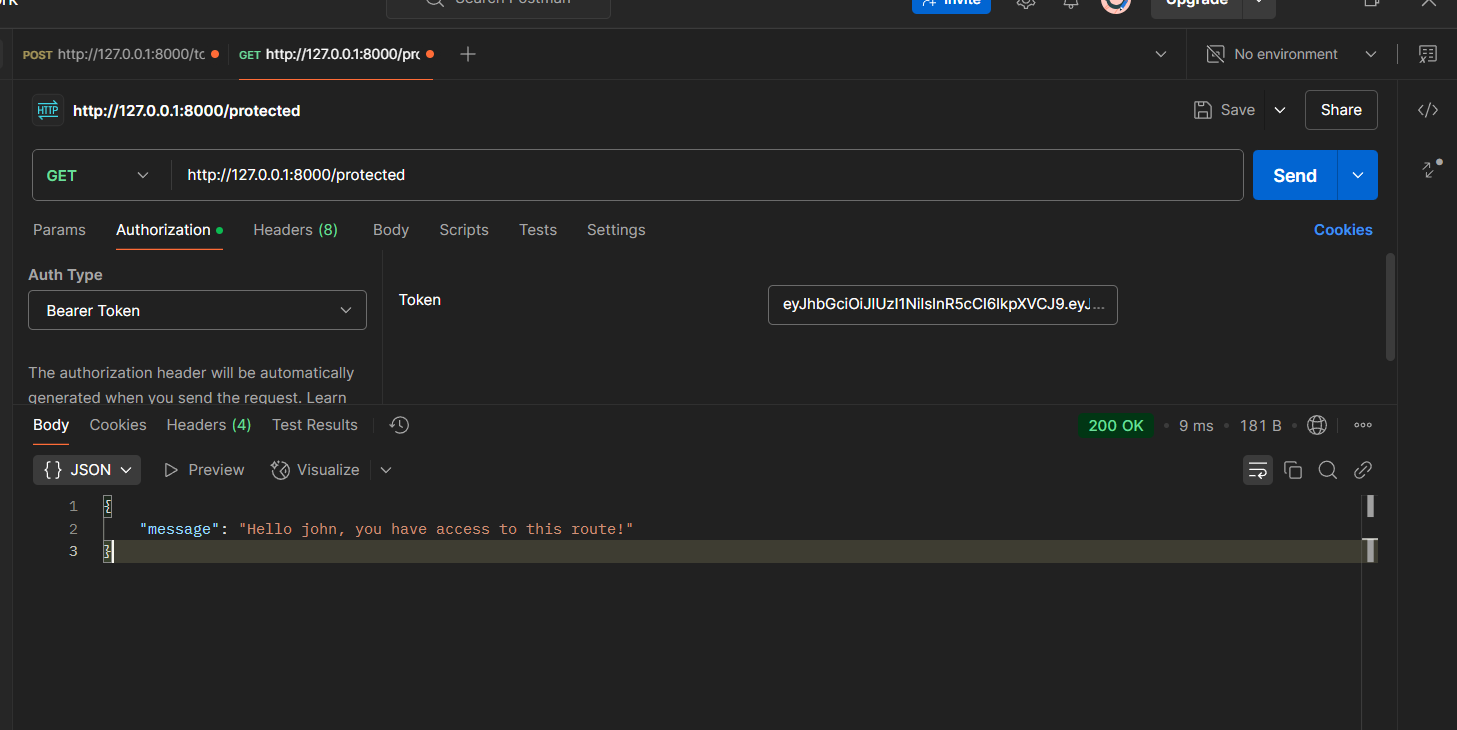 Search Postman
Invite
Upgrade
POST http://127.0.0.1:8000/tc
GET http://127.0.0.1:8000/prc
No environment
HTTP http://127.0.0.1:8000/protected
Save
Share
GET http://127.0.0.1:8000/protected
Send
Params Authorization Headers (8) Body Scripts Tests Settings
Cookies
Auth Type
Bearer Token
Token
The authorization header will be automatically
generated when you send the request. Learn
Body Cookies Headers (4) Test Results
200 OK • 9 ms • 181 B
{} JSON Preview Visualize
1 {
2 "message": "Hello john, you have access to this route!"
3 }